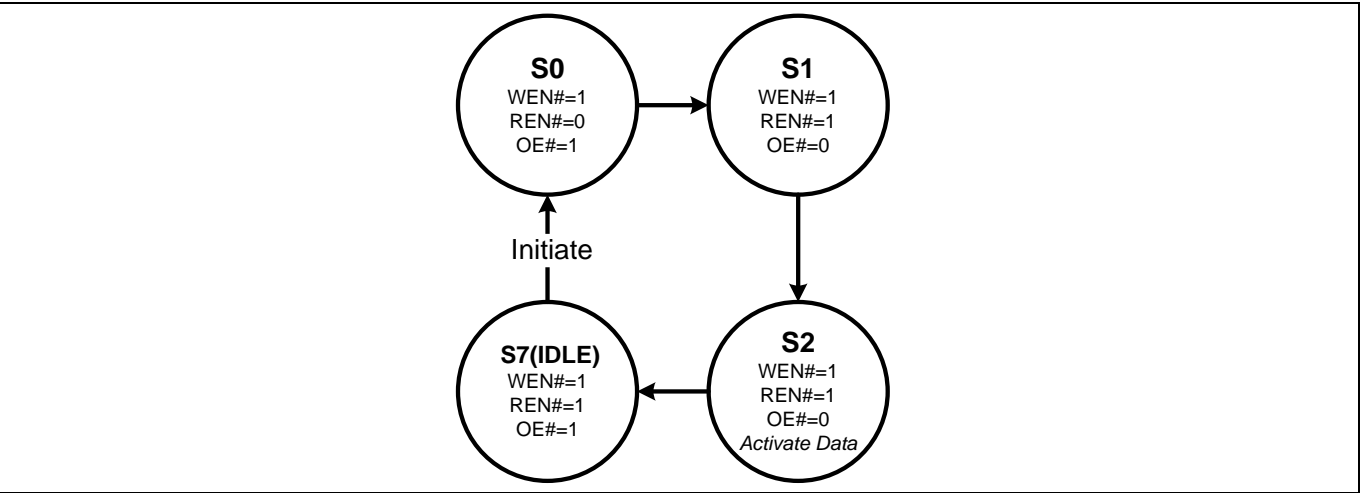 S0
WEN#=1
REN#=0
OE#=1
S1
WEN#=1
REN#=1
OE#=0
Initiate
S7(IDLE)
WEN#=1
REN#=1
OE#=1
S2
WEN#=1
REN#=1
OE#=0
Activate Data